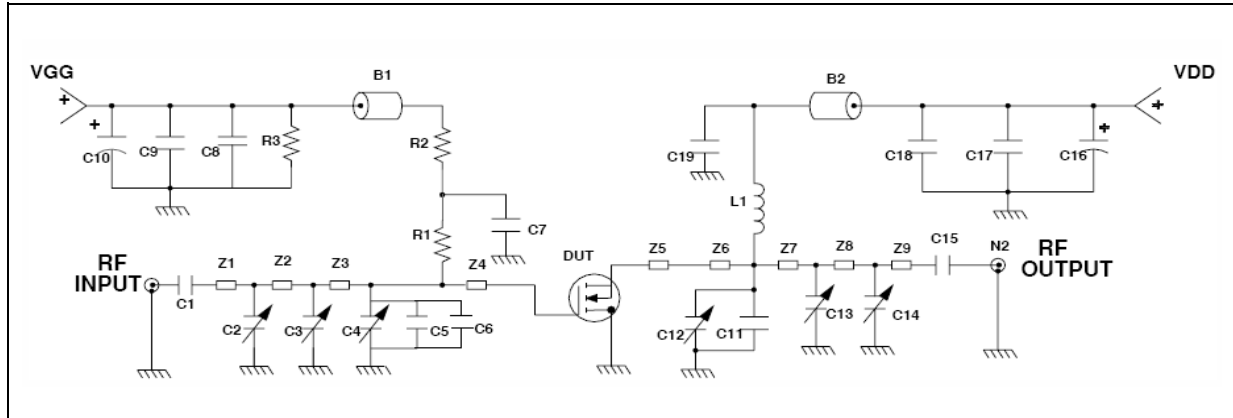 VGG
B1
B2
VDD
+
+
+
+
C10
C9
C8
R3
R2
C19
C18
C17
C16
L1
R1
C7
RF
INPUT
C1
Z1
Z2
Z3
Z4
DUT
Z5
Z6
Z7
Z8
Z9
C15
N2
RF
OUTPUT
C2
C3
C4
C5
C6
C12
C11
C13
C14